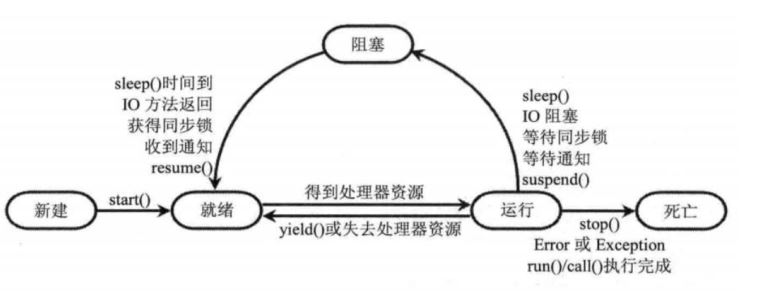 阻塞
sleep()时间到
IO 方法返回
获得同步锁
收到通知
resume()
sleep()
IO 阻塞
等待同步锁
等待通知
suspend()
新建
start()
就绪
得到处理器资源
yield()或失去处理器资源
运行
stop()
Error 或 Exception
run()/call()执行完成
死亡